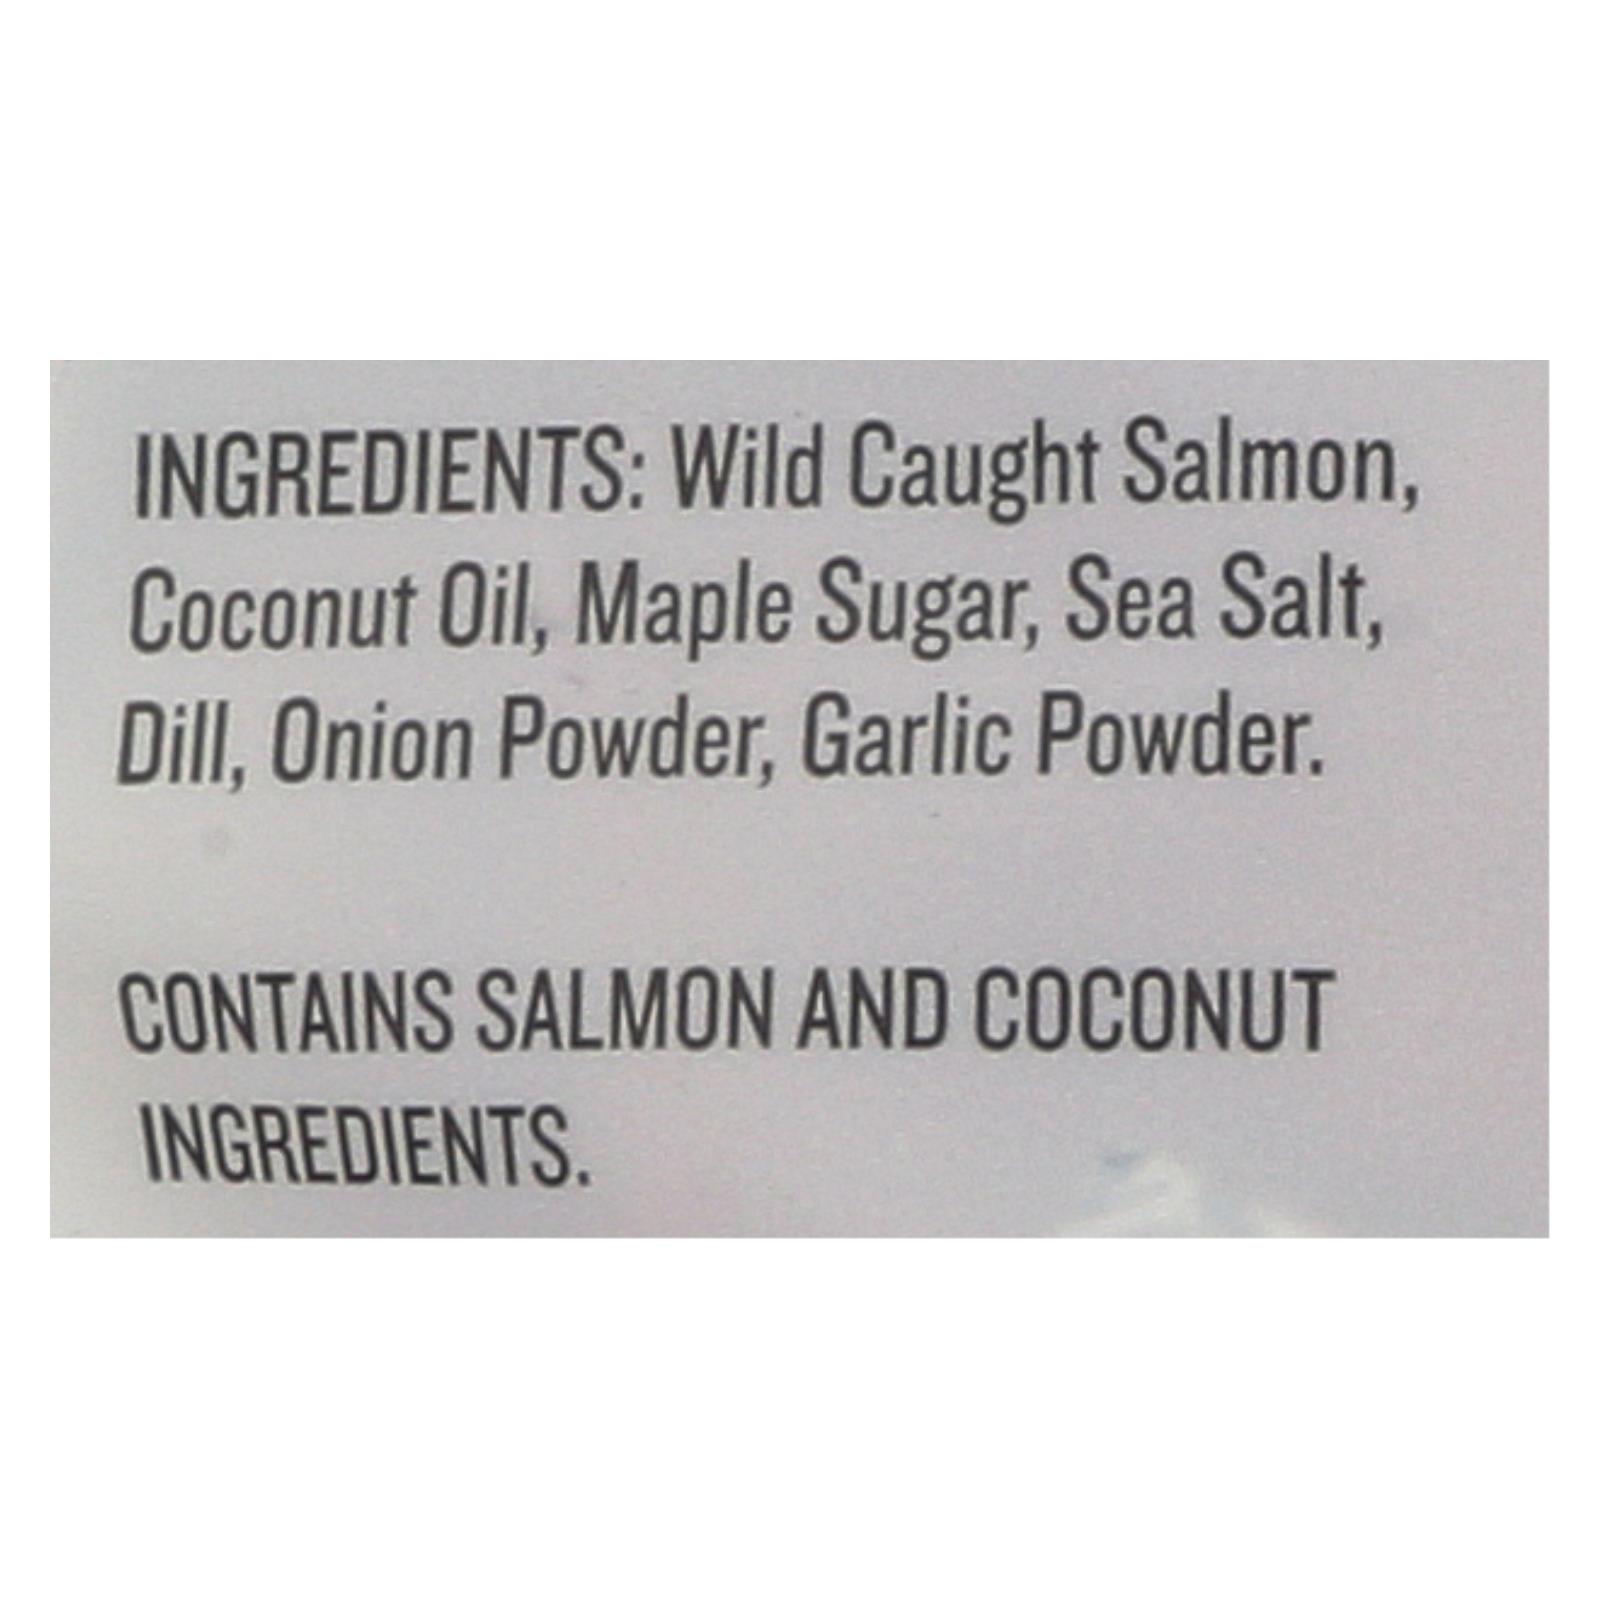 INGREDIENTS: Wild Caught Salmon,
Coconut Oil, Maple Sugar, Sea Salt,
Dill, Onion Powder, Garlic Powder.
CONTAINS SALMON AND COCONUT
INGREDIENTS.